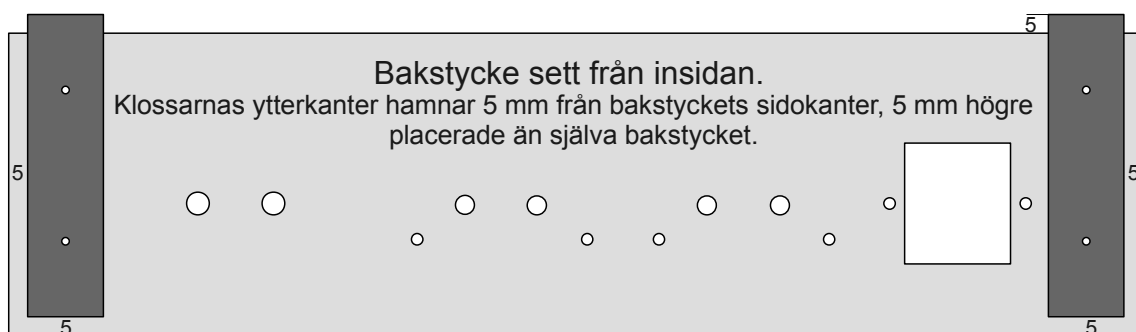 5
Bakstycke sett från insidan.
Klossarnas ytterkanter hamnar 5 mm från bakstyckets sidokanter, 5 mm högre
placerade än själva bakstycket.
5
5
5
5